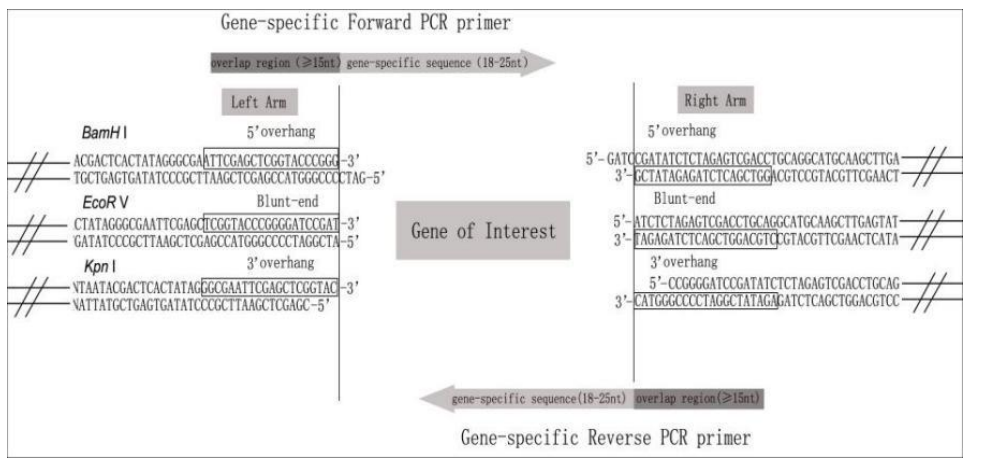 Gene-specific Forward PCR primer
overlap region (≥15nt) gene-specific sequence (18-25nt)
Left Arm
Right Arm
BamH I 5'overhang
5'overhang
ACGACTCACTATAGGGCGAATTCGAGCTCGGTACCCGGG-3'
5'-GATCCGATATCTCTAGAGTCGACCTGCAGGCATGCAAGCTTGA
TGCTGAGTGATATCCCGCTTAAGCTCGAGCCATGGGCCCCTAG-5'
3'-GCTATAGAGATCTCAGCTGGACGTCCGTACGTTCGAACT
EcoR V Blunt-end
Blunt-end
CTATAGGGCGAATTCGAGCTCGGTACCCGGGGATCCGAT-3'
5'-ATCTCTAGAGTCGACCTGCAGGCATGCAAGCTTGAGTAT
GATATCCCGCTTAAGCTCGAGCCATGGGCCCCTAGGCTA-5'
3'-TAGAGATCTCAGCTGGACGTCCGTACGTTCGAACTCATA
Gene of Interest
Kpn I 3'overhang
3'overhang
NTAATACGACTCACTATAGGGCGAATTCGAGCTCGGTAC-3'
5'-CCGGGGATCCGATATCTCTAGAGTCGACCTGCAG
NATTATGCTGAGTGATATCCCGCTTAAGCTCGAGC-5'
3'-CATGGGCCCCTAGGCTATAGAGATCTCAGCTGGACGTCC
gene-specific sequence(18-25nt) overlap region(≥15nt)
Gene-specific Reverse PCR primer